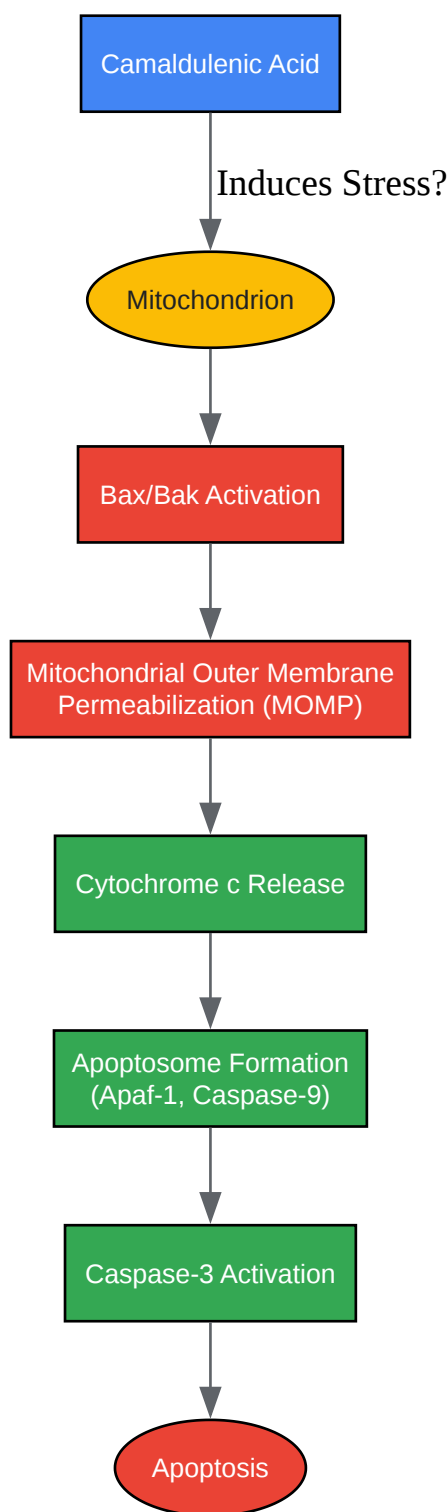 Camaldulenic Acid
Induces Stress?
Mitochondrion
Bax/Bak Activation
Mitochondrial Outer Membrane
Permeabilization (MOMP)
Cytochrome c Release
Apoptosome Formation
(Apaf-1, Caspase-9)
Caspase-3 Activation
Apoptosis